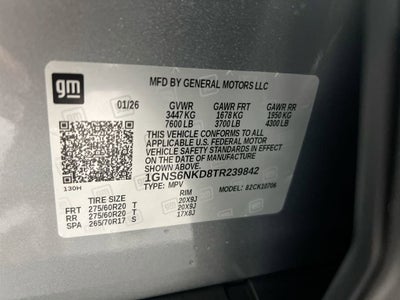 gm
MFD BY GENERAL MOTORS LLC
01/26 GVWR GAWR FRT GAWR RR
3447 KG 1678 KG 1950 KG
7600 LB 3700 LB 4300 LB
THIS VEHICLE CONFORMS TO ALL
APPLICABLE U.S. FEDERAL MOTOR
VEHICLE SAFETY STANDARDS IN EFFECT
ON THE DATE OF MANUFACTURE
SHOWN ABOVE.
1GNS6NKD8TR239842
TYPE: MPV MODEL: 82CK10706
130H
TIRE SIZE RIM
FRT 275/60R20 T 20X9J
RR 275/60R20 T 20X9J
SPA 265/70R17 S 17X8J